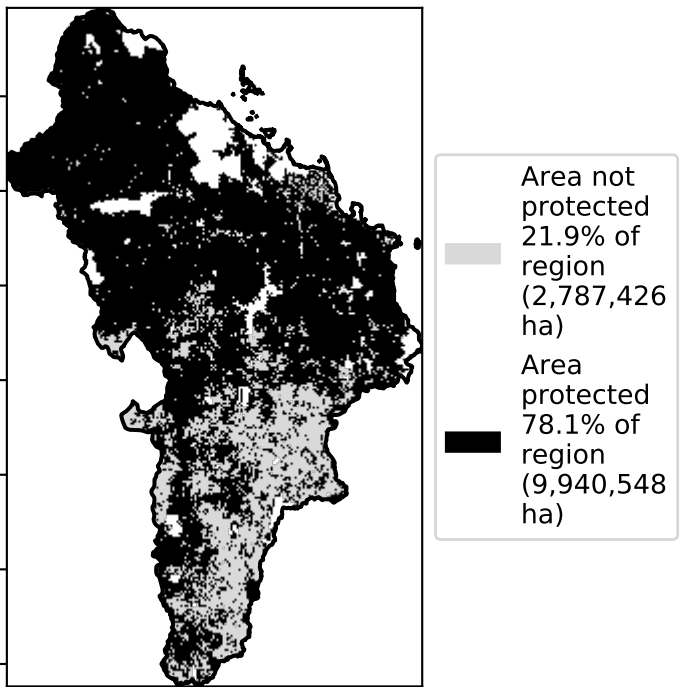 Area not
protected
21.9% of
region
(2,787,426
ha)
Area
protected
78.1% of
region
(9,940,548
ha)